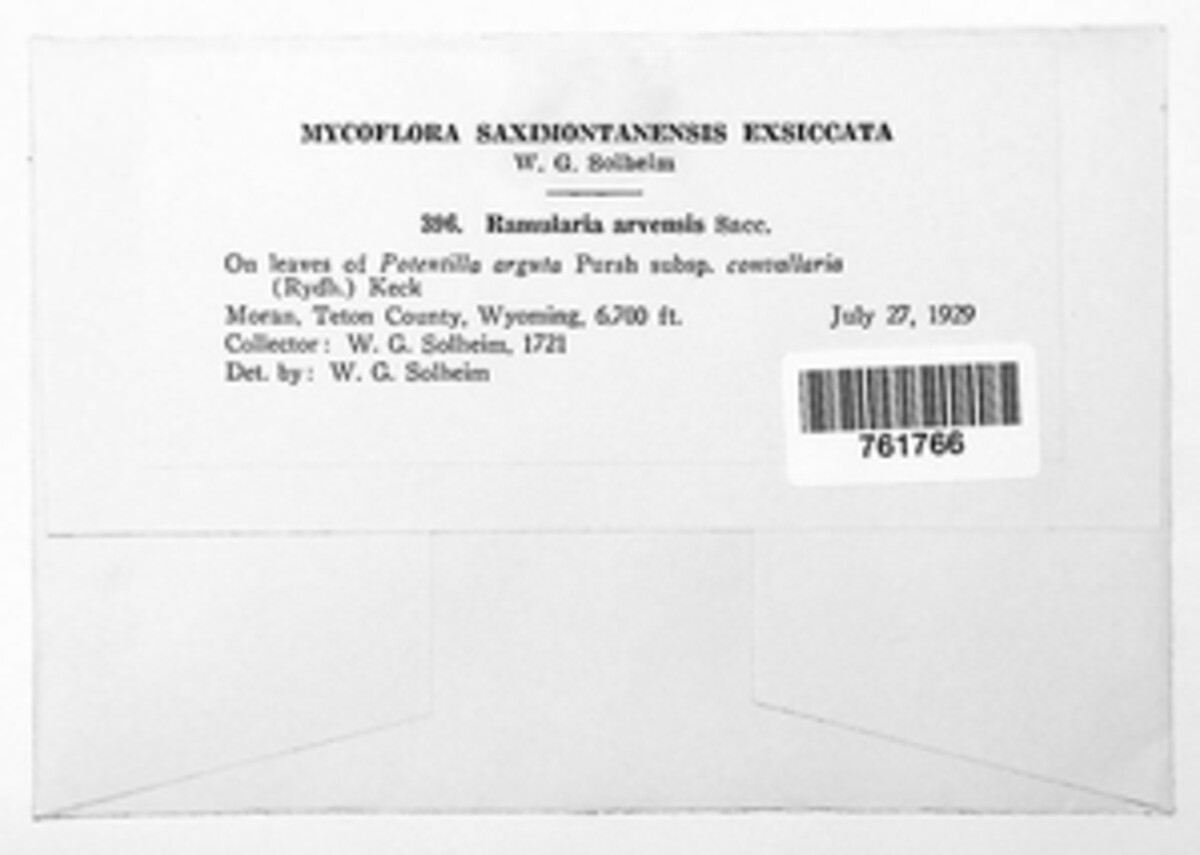 MYCOFLORA SAXIMONTANENSIS EXSICCATA
W. G. Solheim
396. Ramularia arvensis Sacc.
On leaves of Potentilla arguta Pursh subsp. convallaria
(Rydb.) Keck
Moran, Teton County, Wyoming, 6,700 ft. July 27, 1929
Collector: W. G. Solheim, 1721
Det. by: W. G. Solheim
761766